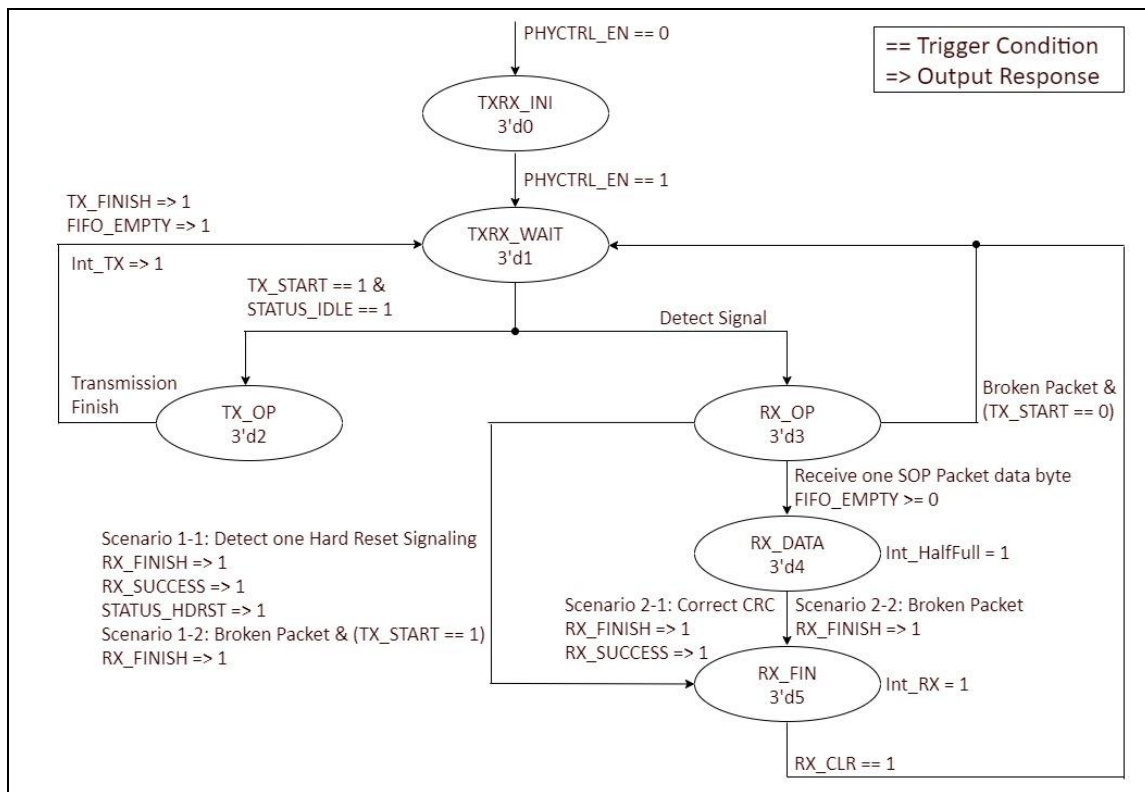 PHYCTRL_EN == 0
== Trigger Condition
=> Output Response
TXRX_INI
3'd0
PHYCTRL_EN == 1
TX_FINISH => 1
FIFO_EMPTY => 1
Int_TX => 1
TXRX_WAIT
3'd1
TX_START == 1 &
STATUS_IDLE == 1
Detect Signal
Transmission
Finish
TX_OP
3'd2
RX_OP
3'd3
Broken Packet &
(TX_START == 0)
Receive one SOP Packet data byte
FIFO_EMPTY >= 0
RX_DATA
3'd4
Int_HalfFull = 1
Scenario 1-1: Detect one Hard Reset Signaling
RX_FINISH => 1
RX_SUCCESS => 1
STATUS_HDRST => 1
Scenario 1-2: Broken Packet & (TX_START == 1)
RX_FINISH => 1
Scenario 2-1: Correct CRC
RX_FINISH => 1
RX_SUCCESS => 1
Scenario 2-2: Broken Packet
RX_FINISH => 1
RX_FIN
3'd5
Int_RX = 1
RX_CLR == 1